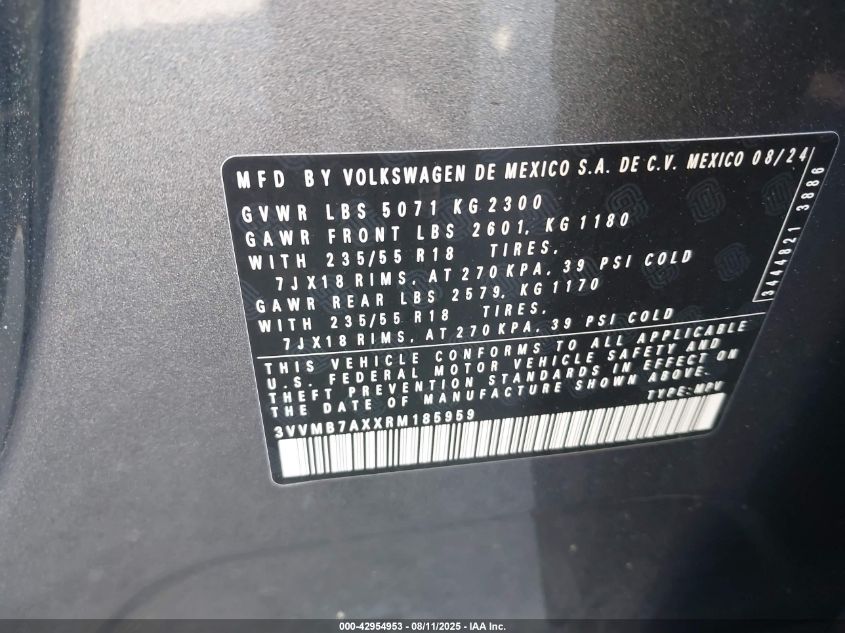 MFD BY VOLKSWAGEN DE MEXICO S.A. DE C.V. MEXICO 08/24
GVWR LBS 5071 KG 2300
GAWR FRONT LBS 2601, KG 1180
WITH 235/55 R18 TIRES,
7JX18 RIMS, AT 270 KPA, 39 PSI COLD
GAWR REAR LBS 2579, KG 1170
WITH 235/55 R18 TIRES,
7JX18 RIMS, AT 270 KPA, 39 PSI COLD
3444821 3886
THIS VEHICLE CONFORMS TO ALL APPLICABLE
U.S. FEDERAL MOTOR VEHICLE SAFETY AND
THEFT PREVENTION STANDARDS IN EFFECT ON
THE DATE OF MANUFACTURE SHOWN ABOVE.
3VVMB7AXXRM185959 TYPE:MPV
000-42954953 - 08/11/2025 - IAA Inc.